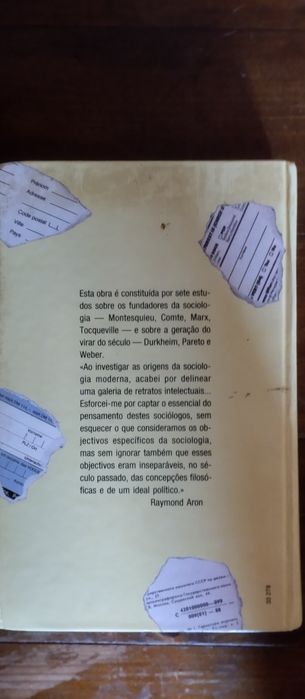 Prénom
Adresse
Code postal
Ville
Pays
Esta obra é constituída por sete estu-
dos sobre os fundadores da sociolo-
gia — Montesquieu, Comte, Marx,
Tocqueville — e sobre a geração do
virar do século — Durkheim, Pareto e
Weber.
«Ao investigar as origens da sociolo-
gia moderna, acabei por delinear
uma galeria de retratos intelectuais...
Esforcei-me por captar o essencial do
pensamento destes sociólogos, sem
esquecer o que consideramos os ob-
jectivos específicos da sociologia,
mas sem ignorar também que esses
objectivos eram inseparáveis, no sé-
culo passado, das concepções filosó-
ficas e de um ideal político.»
Raymond Aron